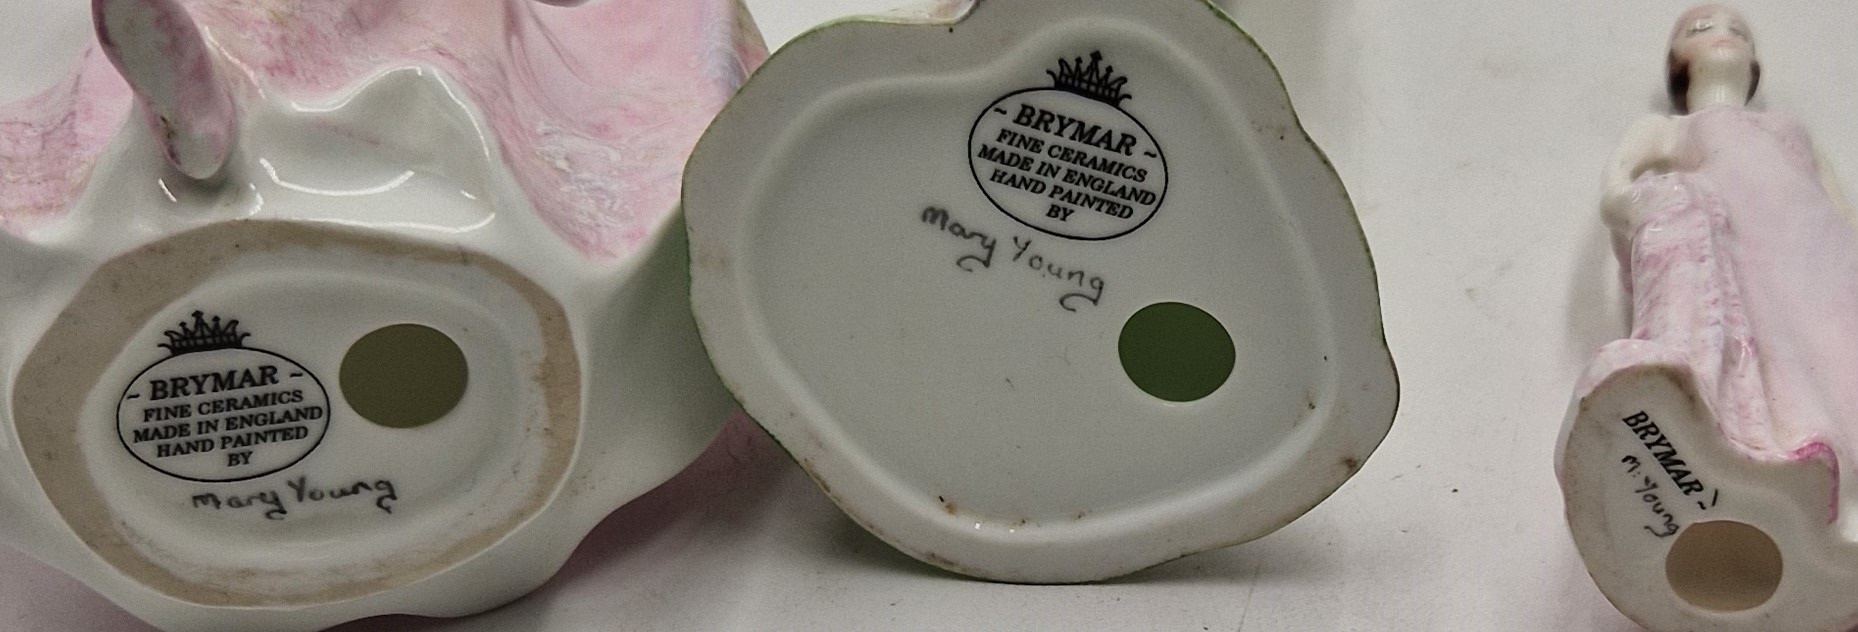 ~ BRYMAR ~
FINE CERAMICS
MADE IN ENGLAND
HAND PAINTED
BY
Mary Young
~ BRYMAR ~
FINE CERAMICS
MADE IN ENGLAND
HAND PAINTED
BY
Mary Young
BRYMAR ~
M. Young